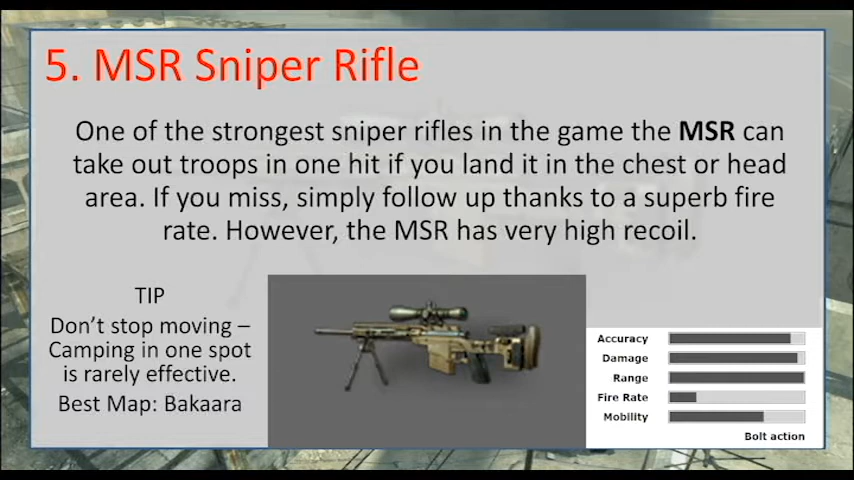 5. MSR Sniper Rifle
One of the strongest sniper rifles in the game the MSR can
take out troops in one hit if you land it in the chest or head
area. If you miss, simply follow up thanks to a superb fire
rate. However, the MSR has very high recoil.
TIP
Don't stop moving –
Camping in one spot
is rarely effective.
Best Map: Bakaara
Accuracy
Damage
Range
Fire Rate
Mobility
Bolt action